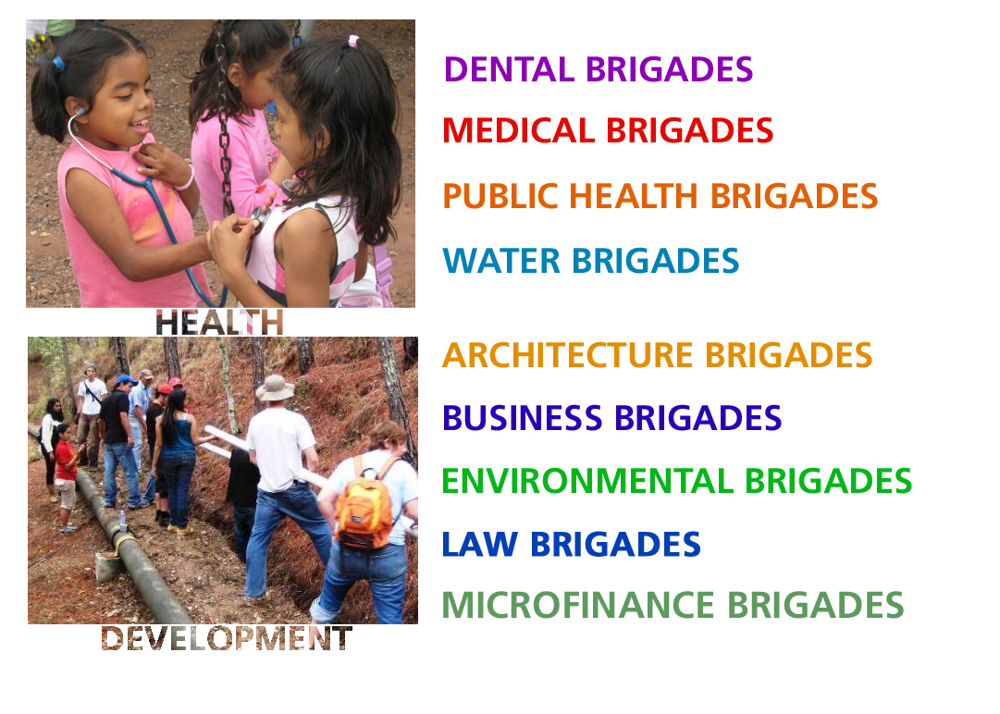 DENTAL BRIGADES
MEDICAL BRIGADES
PUBLIC HEALTH BRIGADES
WATER BRIGADES
HEALTH
ARCHITECTURE BRIGADES
BUSINESS BRIGADES
ENVIRONMENTAL BRIGADES
LAW BRIGADES
MICROFINANCE BRIGADES
DEVELOPMENT